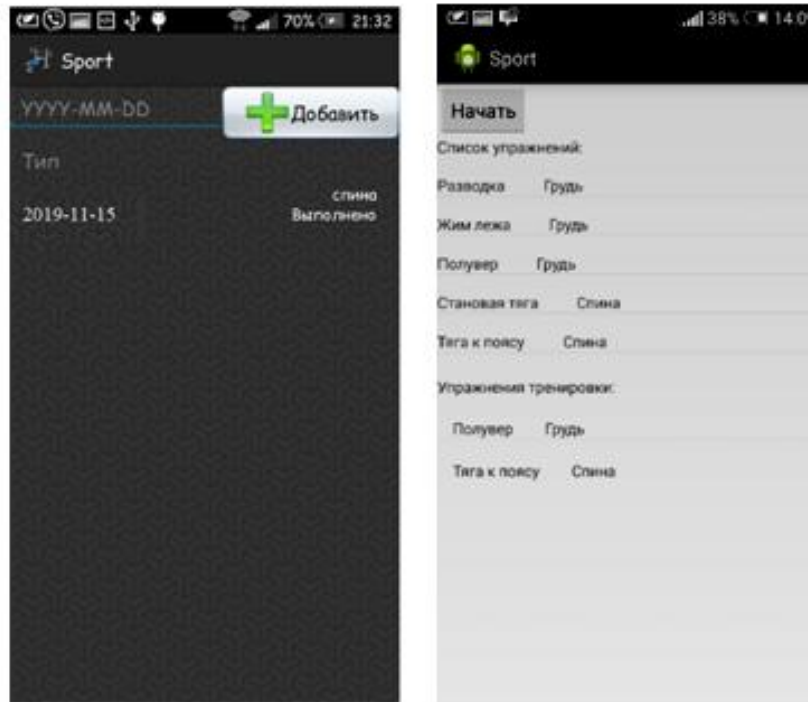 70% 21:32
Sport
YYYY-MM-DD
Добавить
Тип
спина
2019-11-15
Выполнено
38% 14:09
Sport
Начать
Список упражнений:
Разводка Грудь
Жим лежа Грудь
Полувер Грудь
Становая тяга Спина
Тяга к поясу Спина
Упражнения тренировки:
Полувер Грудь
Тяга к поясу Спина